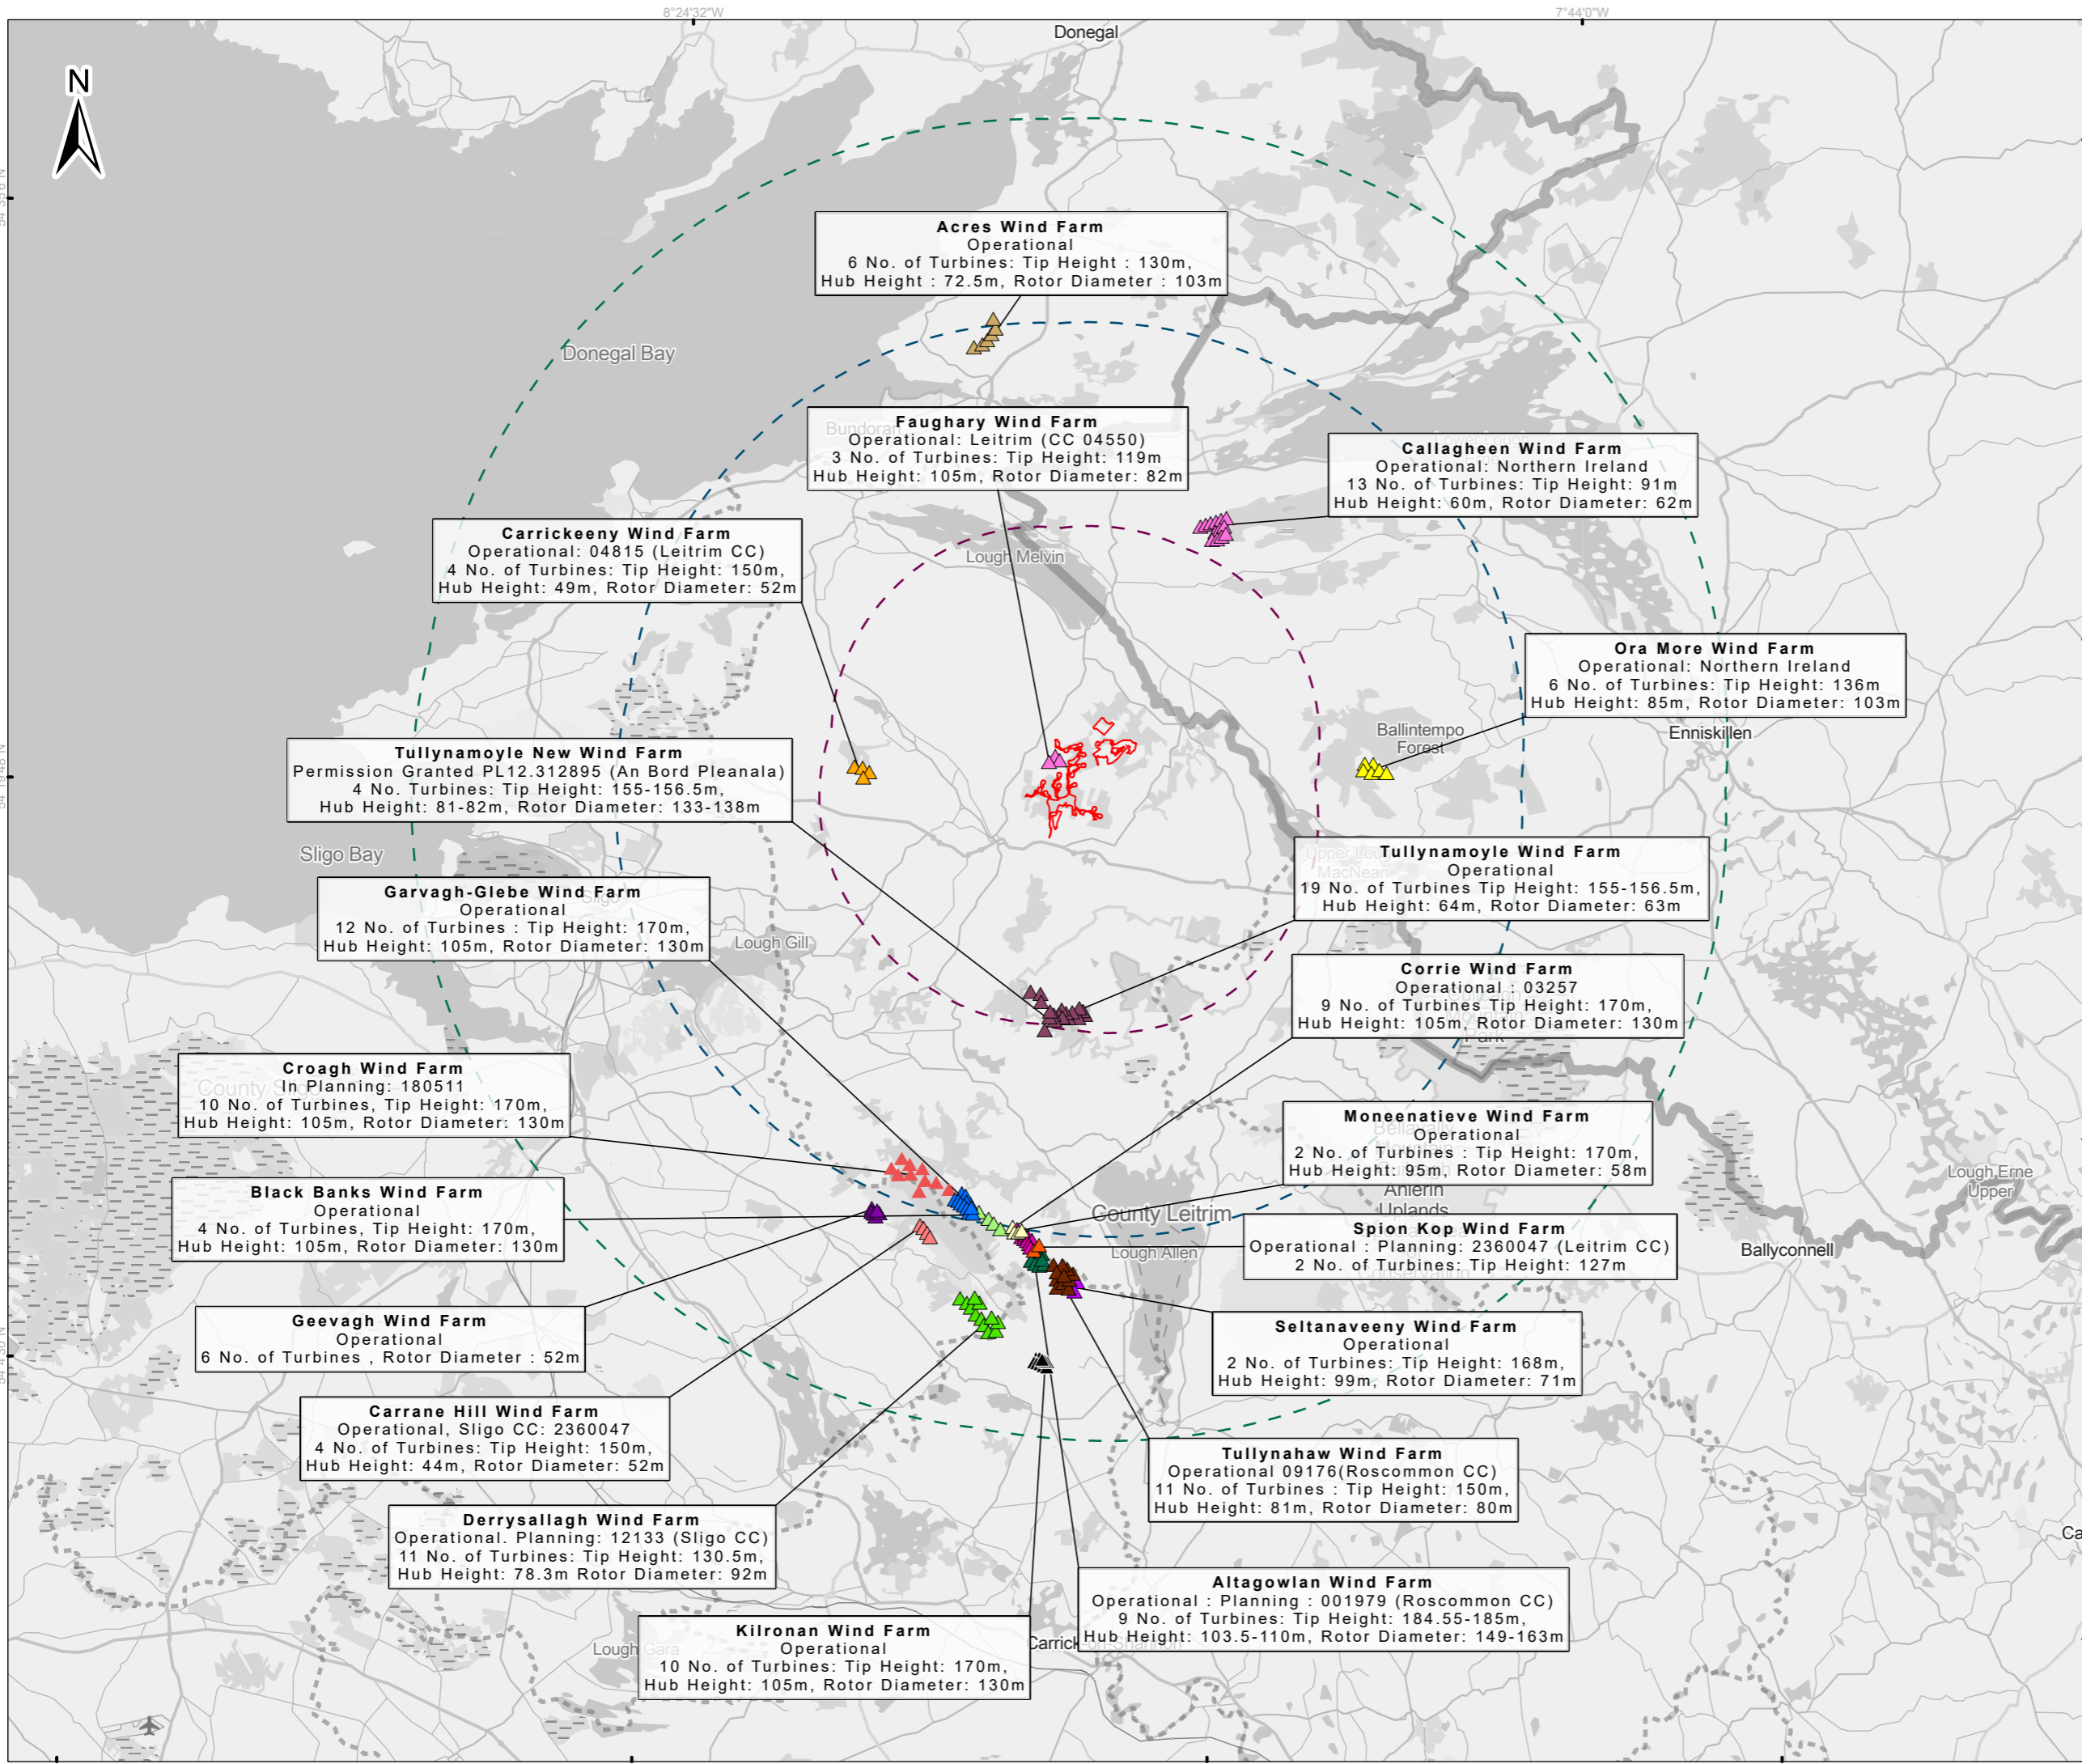 8°24'32"W
7°44'0"W
Donegal
N
Acres Wind Farm
Operational
6 No. of Turbines: Tip Height : 130m,
Hub Height : 72.5m, Rotor Diameter : 103m
Donegal Bay
Faughary Wind Farm
Operational: Leitrim (CC 04550)
3 No. of Turbines: Tip Height: 119m
Hub Height: 105m, Rotor Diameter: 82m
Bundoran
Callagheen Wind Farm
Operational: Northern Ireland
13 No. of Turbines: Tip Height: 91m
Hub Height: 60m, Rotor Diameter: 62m
Carrickeeny Wind Farm
Operational: 04815 (Leitrim CC)
4 No. of Turbines: Tip Height: 150m,
Hub Height: 49m, Rotor Diameter: 52m
Lough Melvin
Ora More Wind Farm
Operational: Northern Ireland
6 No. of Turbines: Tip Height: 136m
Hub Height: 85m, Rotor Diameter: 103m
Ballintempo
Forest
Enniskillen
Tullynamoyle New Wind Farm
Permission Granted PL12.312895 (An Bord Pleanala)
4 No. Turbines: Tip Height: 155-156.5m,
Hub Height: 81-82m, Rotor Diameter: 133-138m
Sligo Bay
Tullynamoyle Wind Farm
Operational
19 No. of Turbines Tip Height: 155-156.5m,
Hub Height: 64m, Rotor Diameter: 63m
Upper Lough
MacNean
Garvagh-Glebe Wind Farm
Operational
12 No. of Turbines : Tip Height: 170m,
Hub Height: 105m, Rotor Diameter: 130m
Sligo
Lough Gill
Corrie Wind Farm
Operational : 03257
9 No. of Turbines Tip Height: 170m,
Hub Height: 105m, Rotor Diameter: 130m
Park
Croagh Wind Farm
In Planning: 180511
10 No. of Turbines, Tip Height: 170m,
Hub Height: 105m, Rotor Diameter: 130m
County Sligo
Moneenatieve Wind Farm
Operational
2 No. of Turbines : Tip Height: 170m,
Hub Height: 95m, Rotor Diameter: 58m
Anierin
Uplands
Lough Erne
Upper
Black Banks Wind Farm
Operational
4 No. of Turbines, Tip Height: 170m,
Hub Height: 105m, Rotor Diameter: 130m
County Leitrim
Lough Allen
Spion Kop Wind Farm
Operational : Planning: 2360047 (Leitrim CC)
2 No. of Turbines: Tip Height: 127m
Ballyconnell
Geevagh Wind Farm
Operational
6 No. of Turbines , Rotor Diameter : 52m
Seltanaveeny Wind Farm
Operational
2 No. of Turbines: Tip Height: 168m,
Hub Height: 99m, Rotor Diameter: 71m
Carrane Hill Wind Farm
Operational, Sligo CC: 2360047
4 No. of Turbines: Tip Height: 150m,
Hub Height: 44m, Rotor Diameter: 52m
Tullynahaw Wind Farm
Operational 09176(Roscommon CC)
11 No. of Turbines : Tip Height: 150m,
Hub Height: 81m, Rotor Diameter: 80m
Derrysallagh Wind Farm
Operational. Planning: 12133 (Sligo CC)
11 No. of Turbines: Tip Height: 130.5m,
Hub Height: 78.3m Rotor Diameter: 92m
Altagowlan Wind Farm
Operational : Planning : 001979 (Roscommon CC)
9 No. of Turbines: Tip Height: 184.55-185m,
Hub Height: 103.5-110m, Rotor Diameter: 149-163m
Kilronan Wind Farm
Operational
10 No. of Turbines: Tip Height: 170m,
Hub Height: 105m, Rotor Diameter: 130m
Lough Gara
Carrick-on-Shannon
Ca